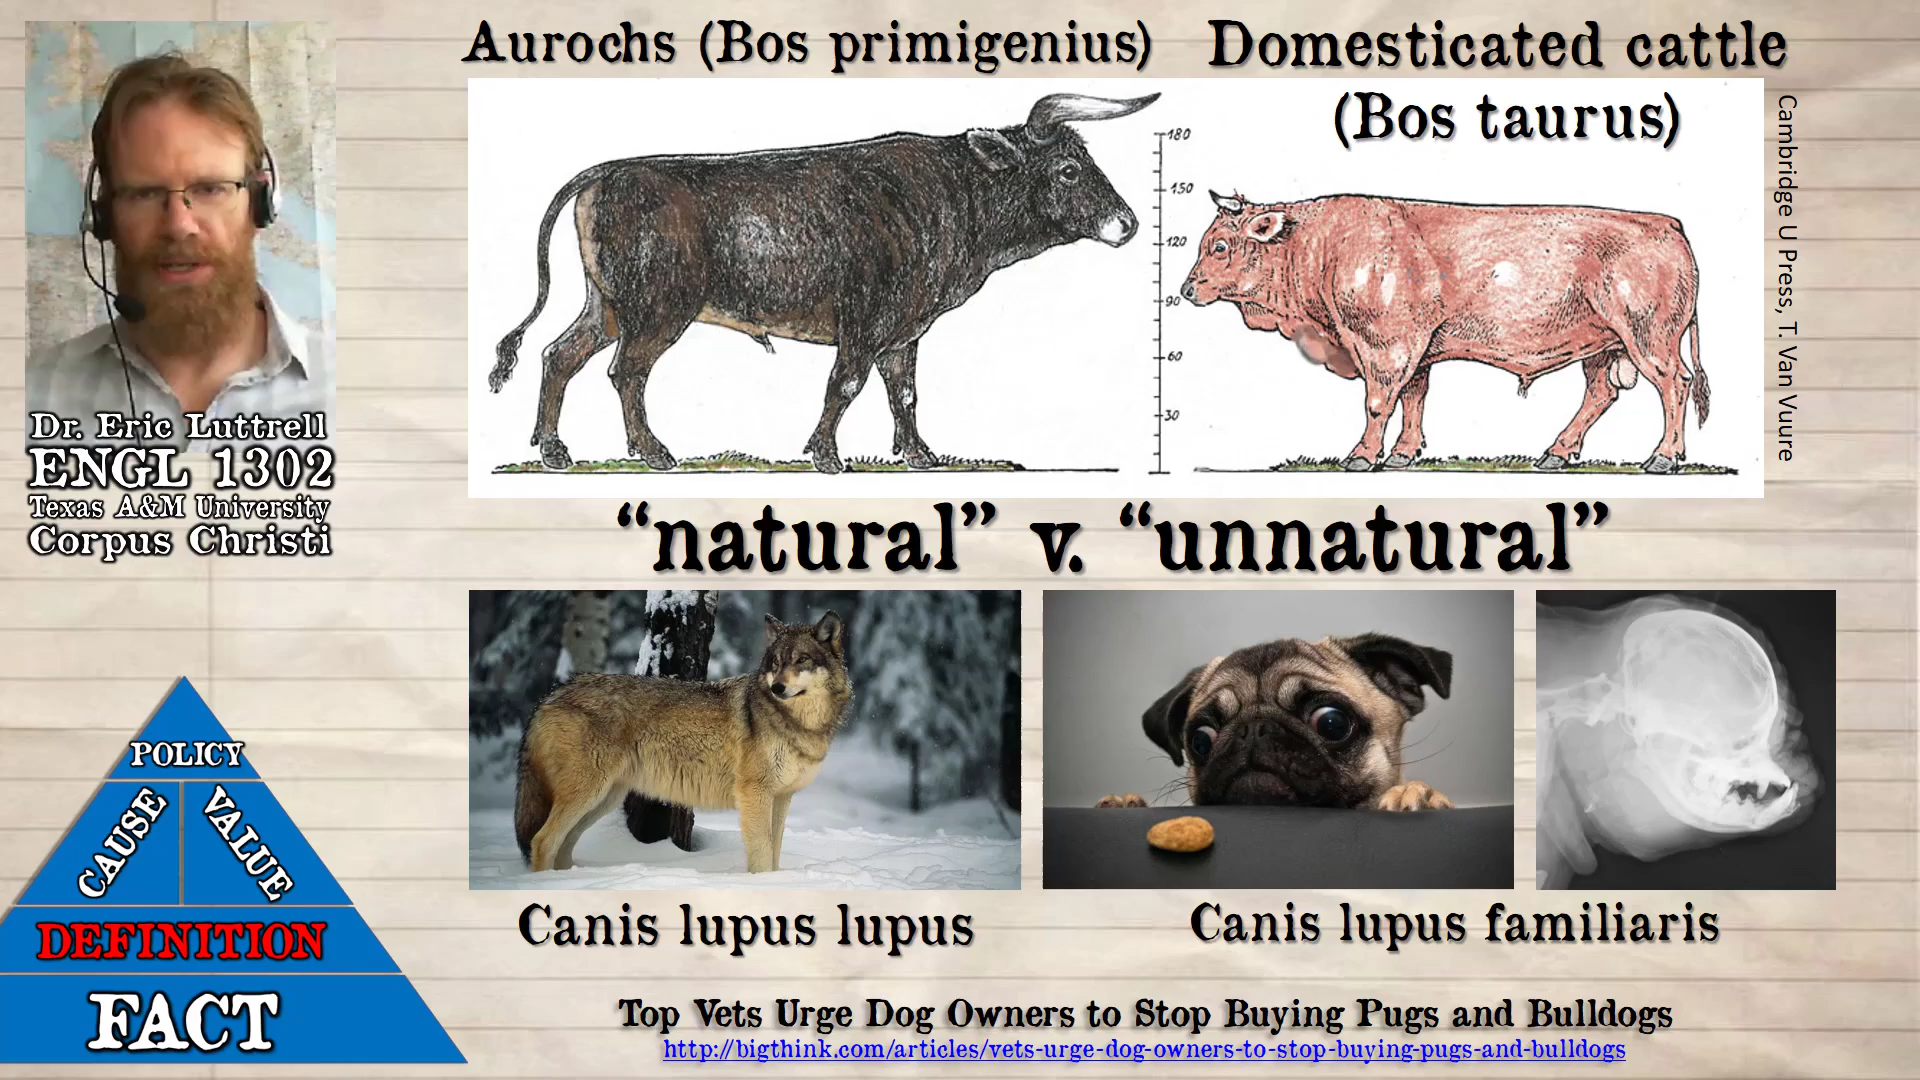 Aurochs (Bos primigenius)
Domesticated cattle
(Bos taurus)
180
150
120
90
60
30
Cambridge U Press, T. Van Vuure
Dr. Eric Luttrell
ENGL 1302
Texas A&M University
Corpus Christi
“natural” v. “unnatural”
POLICY
CAUSE
VALUE
DEFINITION
FACT
Canis lupus lupus
Canis lupus familiaris
Top Vets Urge Dog Owners to Stop Buying Pugs and Bulldogs
http://bigthink.com/articles/vets-urge-dog-owners-to-stop-buying-pugs-and-bulldogs